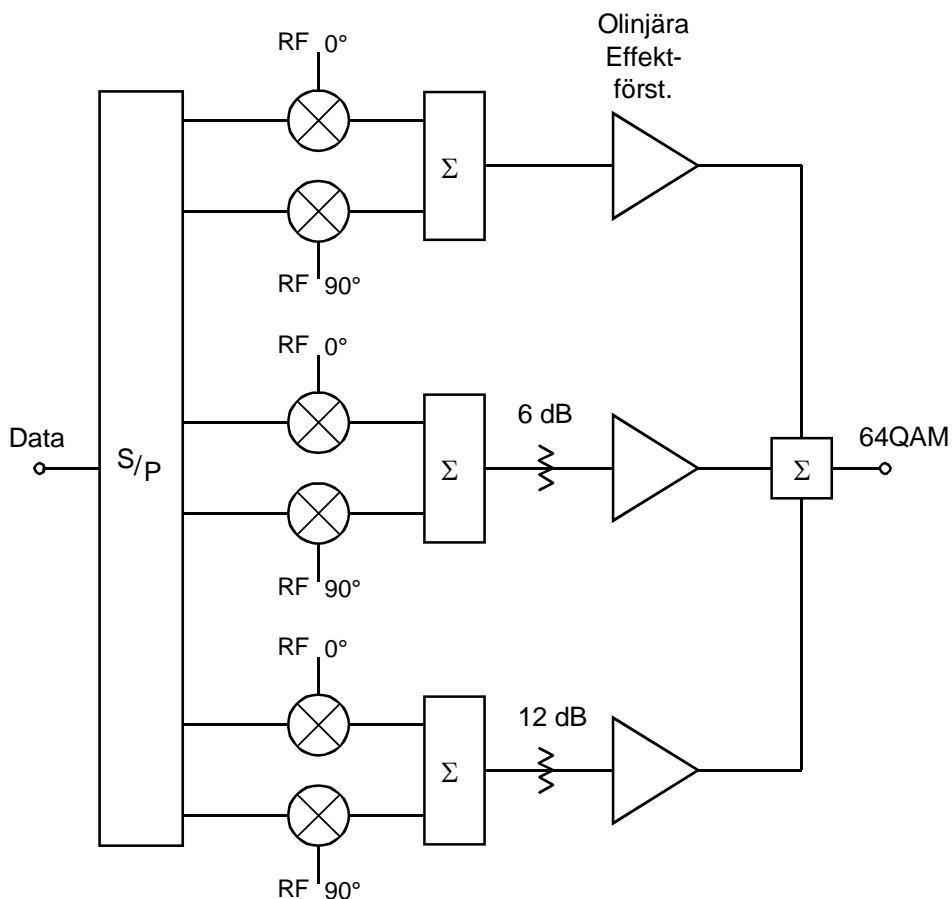 Olinjära
Effekt-
först.
RF 0°
Σ
RF 90°
RF 0°
6 dB
Data
S/P
Σ
Σ
64QAM
RF 90°
RF 0°
12 dB
Σ
RF 90°